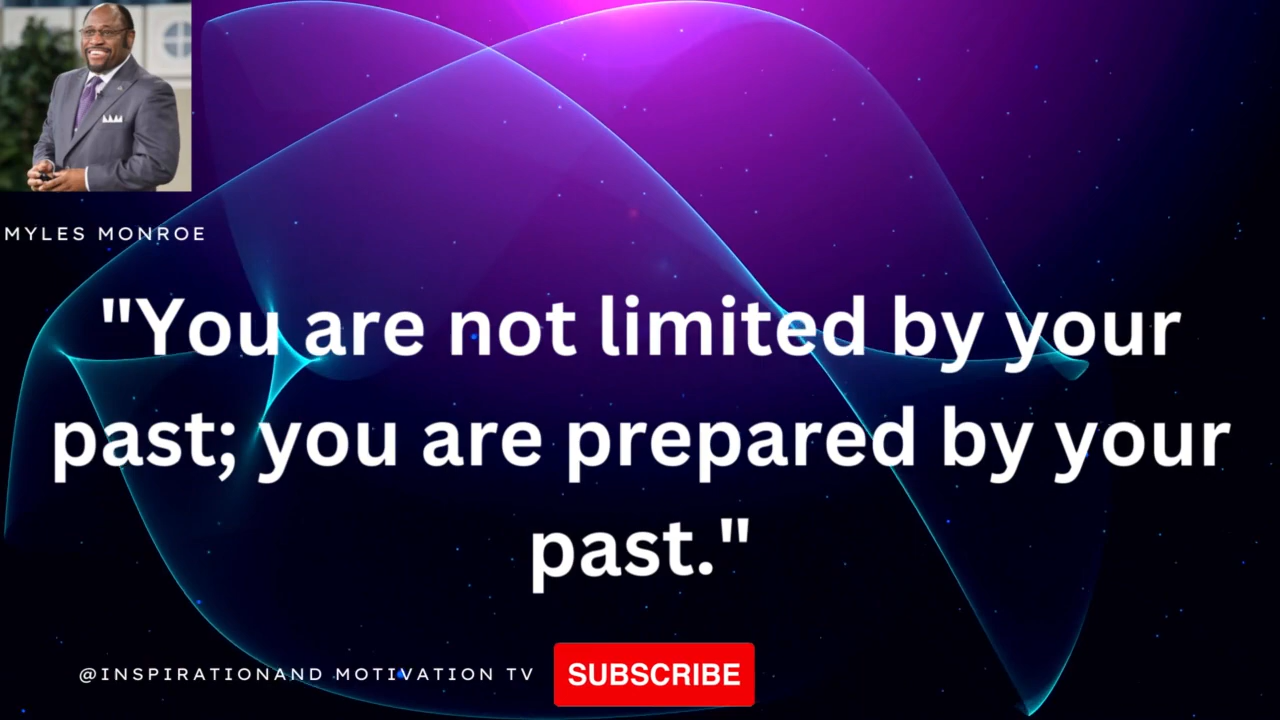 MYLES MONROE
"You are not limited by your
past; you are prepared by your
past."
@INSPIRATIONAND MOTIVATION TV
SUBSCRIBE